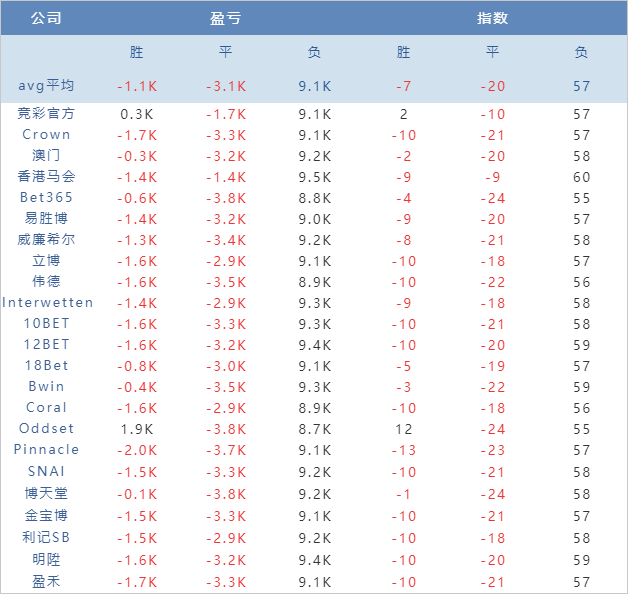 公司 盈亏 指数
胜 平 负 胜 平 负
avg平均 -1.1K -3.1K 9.1K -7 -20 57
竞彩官方 0.3K -1.7K 9.1K 2 -10 57
Crown -1.7K -3.3K 9.1K -10 -21 57
澳门 -0.3K -3.2K 9.2K -2 -20 58
香港马会 -1.4K -1.4K 9.5K -9 -9 60
Bet365 -0.6K -3.8K 8.8K -4 -24 55
易胜博 -1.4K -3.2K 9.0K -9 -20 57
威廉希尔 -1.3K -3.4K 9.2K -8 -21 58
立博 -1.6K -2.9K 9.1K -10 -18 57
伟德 -1.6K -3.5K 8.9K -10 -22 56
Interwetten -1.4K -2.9K 9.3K -9 -18 58
10BET -1.6K -3.3K 9.3K -10 -21 58
12BET -1.6K -3.2K 9.4K -10 -20 59
18Bet -0.8K -3.0K 9.1K -5 -19 57
Bwin -0.4K -3.5K 9.3K -3 -22 59
Coral -1.6K -2.9K 8.9K -10 -18 56
Oddset 1.9K -3.8K 8.7K 12 -24 55
Pinnacle -2.0K -3.7K 9.1K -13 -23 57
SNAI -1.5K -3.3K 9.2K -10 -21 58
博天堂 -0.1K -3.8K 9.2K -1 -24 58
金宝博 -1.5K -3.3K 9.1K -10 -21 57
利记SB -1.5K -2.9K 9.2K -10 -18 58
明陞 -1.6K -3.2K 9.4K -10 -20 59
盈禾 -1.7K -3.3K 9.1K -10 -21 57